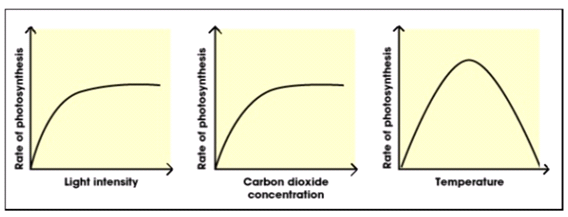 Rate of photosynthesis
Light intensity
Rate of photosynthesis
Carbon dioxide
concentration
Rate of photosynthesis
Temperature